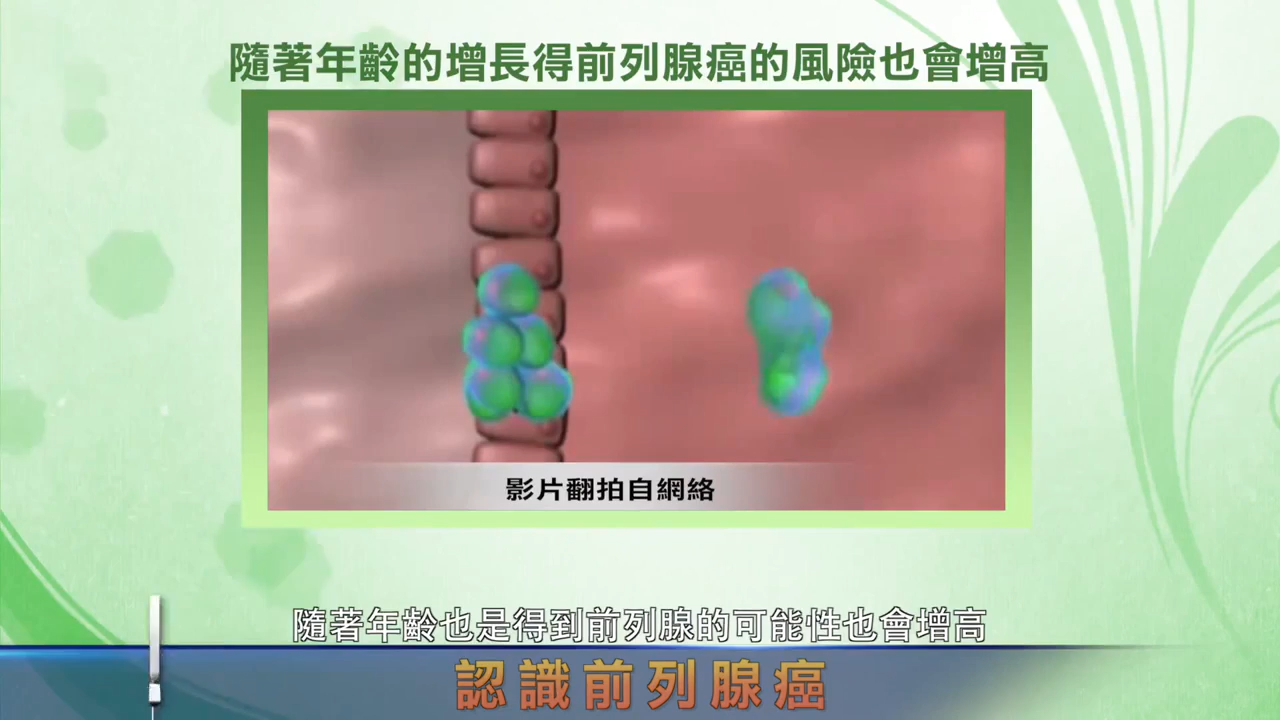 隨著年齡的增長得前列腺癌的風險也會增高
影片翻拍自網絡
隨著年齡也是得到前列腺的可能性也會增高
認識前列腺癌